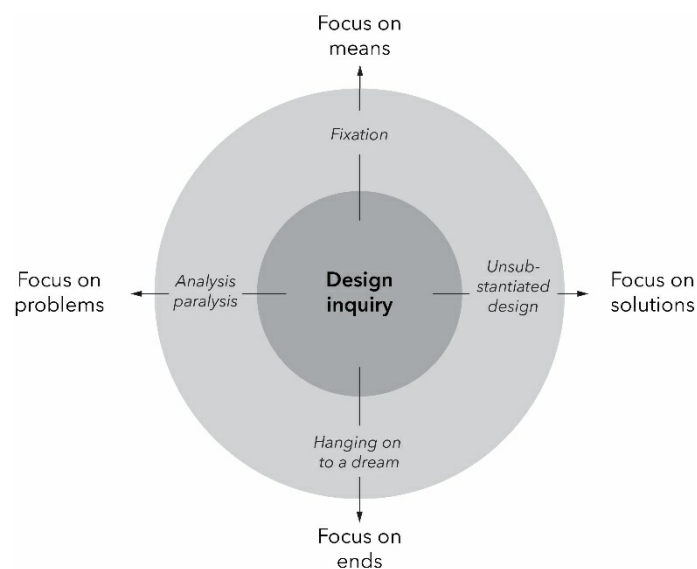 Focus on
means
Fixation
Focus on
problems
Analysis
paralysis
Design
inquiry
Unsub-
stantiated
design
Focus on
solutions
Hanging on
to a dream
Focus on
ends